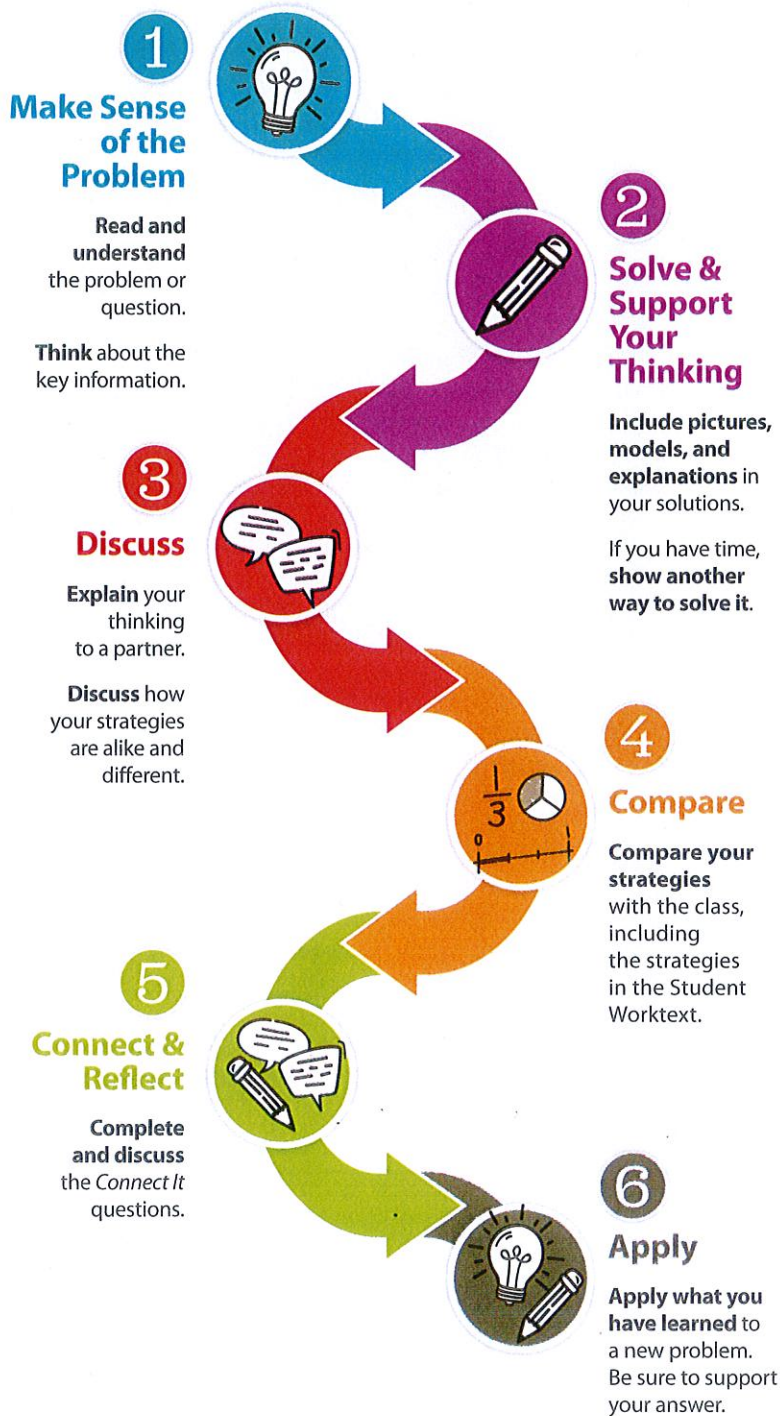 1
Make Sense
of the
Problem
Read and
understand
the problem or
question.
Think about the
key information.
2
Solve &
Support
Your
Thinking
Include pictures,
models, and
explanations in
your solutions.
If you have time,
show another
way to solve it.
3
Discuss
Explain your
thinking
to a partner.
Discuss how
your strategies
are alike and
different.
4
Compare
1
3
0
1
Compare your
strategies
with the class,
including
the strategies
in the Student
Worktext.
5
Connect &
Reflect
Complete
and discuss
the Connect It
questions.
6
Apply
Apply what you
have learned to
a new problem.
Be sure to support
your answer.